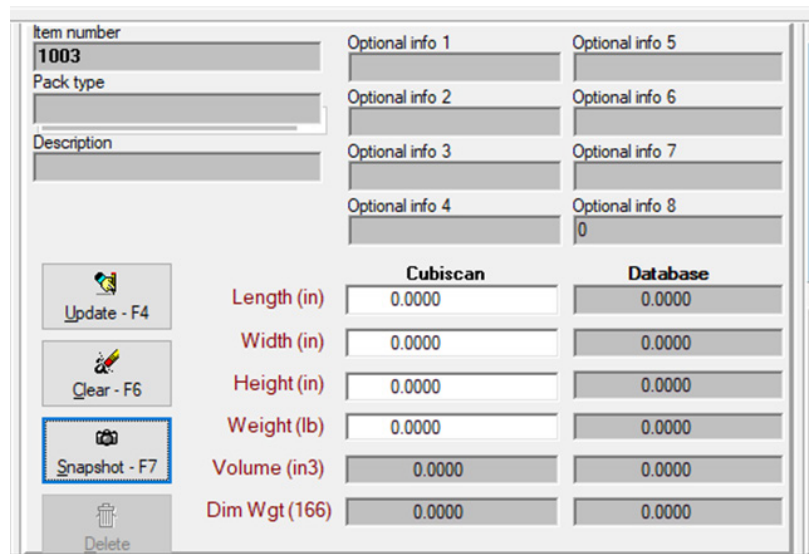 Item number
1003
Pack type
Description
Optional info 1
Optional info 2
Optional info 3
Optional info 4
Optional info 5
Optional info 6
Optional info 7
Optional info 8
0
Update - F4
Clear - F6
Snapshot - F7
Delete
Cubiscan Database
Length (in) 0.0000 0.0000
Width (in) 0.0000 0.0000
Height (in) 0.0000 0.0000
Weight (lb) 0.0000 0.0000
Volume (in3) 0.0000 0.0000
Dim Wgt (166) 0.0000 0.0000